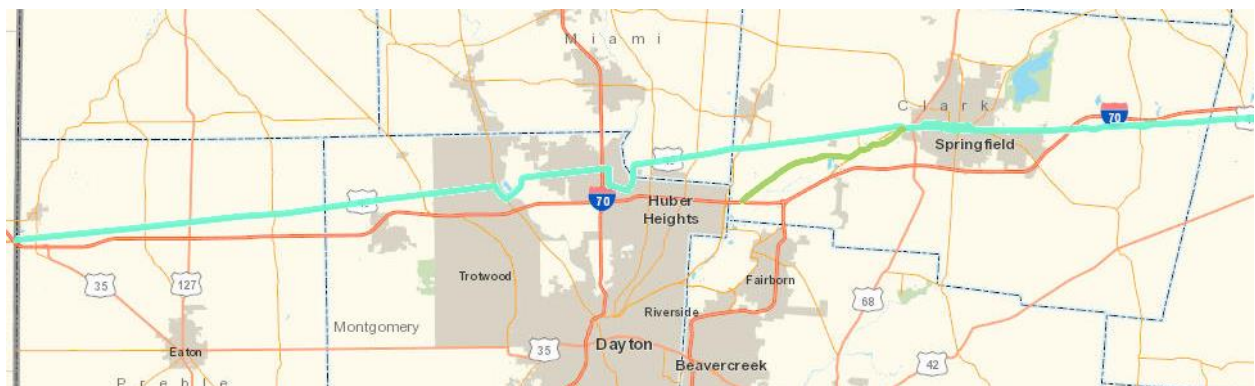 Miami
Clark
70
Springfield
70
Huber
Heights
Trotwood
Fairborn
35
127
68
Riverside
Montgomery
Dayton
35
Eaton
Beavercreek
42
Preble